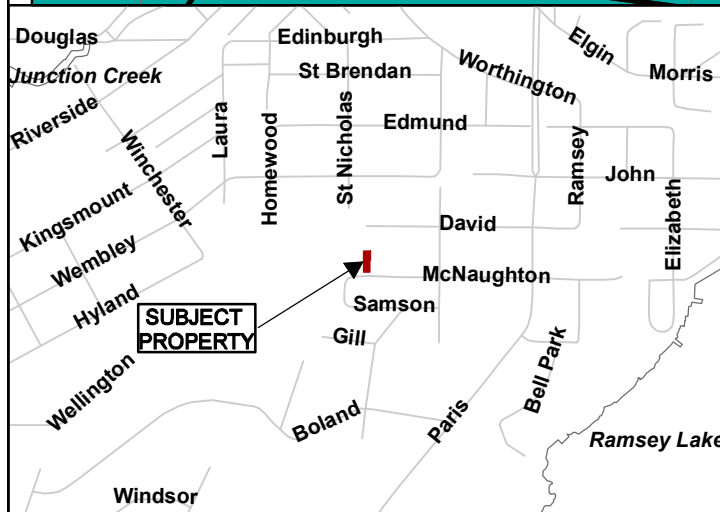 Douglas
Edinburgh
Elgin
Junction Creek
St Brendan
Worthington
Morris
Riverside
Laura
Homewood
St Nicholas
Edmund
Ramsey
Winchester
John
Elizabeth
Kingsmount
David
Wembley
McNaughton
Hyland
Samson
SUBJECT
PROPERTY
Gill
Bell Park
Wellington
Boland
Paris
Ramsey Lake
Windsor